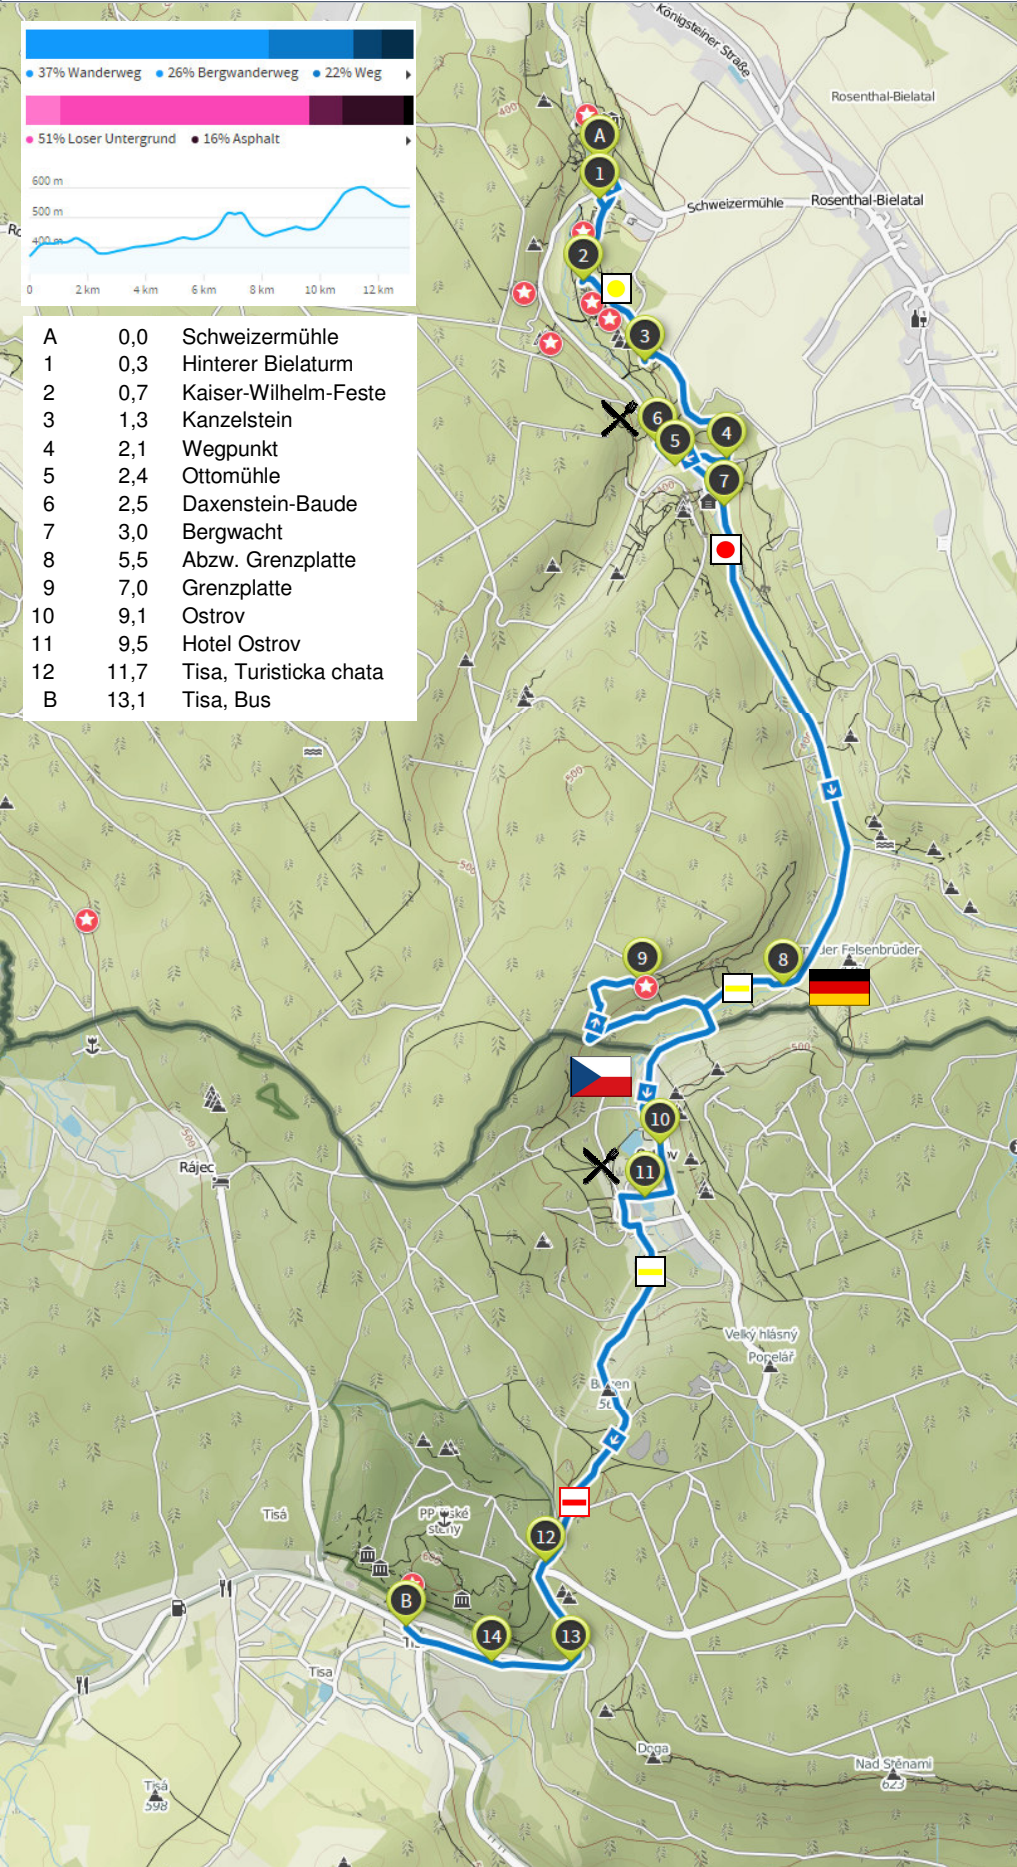 37% Wanderweg 26% Bergwanderweg 22% Weg
51% Loser Untergrund 16% Asphalt
600 m
500 m
400 m
0 2 km 4 km 6 km 8 km 10 km 12 km
A 0,0 Schweizermühle
1 0,3 Hinterer Bielaturm
2 0,7 Kaiser-Wilhelm-Feste
3 1,3 Kanzelstein
4 2,1 Wegpunkt
5 2,4 Ottomühle
6 2,5 Daxenstein-Baude
7 3,0 Bergwacht
8 5,5 Abzw. Grenzplatte
9 7,0 Grenzplatte
10 9,1 Ostrov
11 9,5 Hotel Ostrov
12 11,7 Tisa, Turisticka chata
B 13,1 Tisa, Bus
Königsteiner Straße
Rosenthal-Bielatal
400
A
1
Schweizermühle
Rosenthal-Bielatal
2
3
6
5
4
7
500
500
der Felsenbrüder
9
8
500
10
11
500
Rájec
Velký hlásný
Ponelář
Tisá
PP
stěny
12
B
14
13
Tisa
Doga
Nad Stěnami
623
Tisá
598